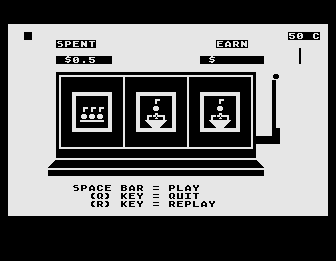 50 C
SPENT EARN
$0.5 $
SPACE BAR = PLAY
(Q) KEY = QUIT
(R) KEY = REPLAY